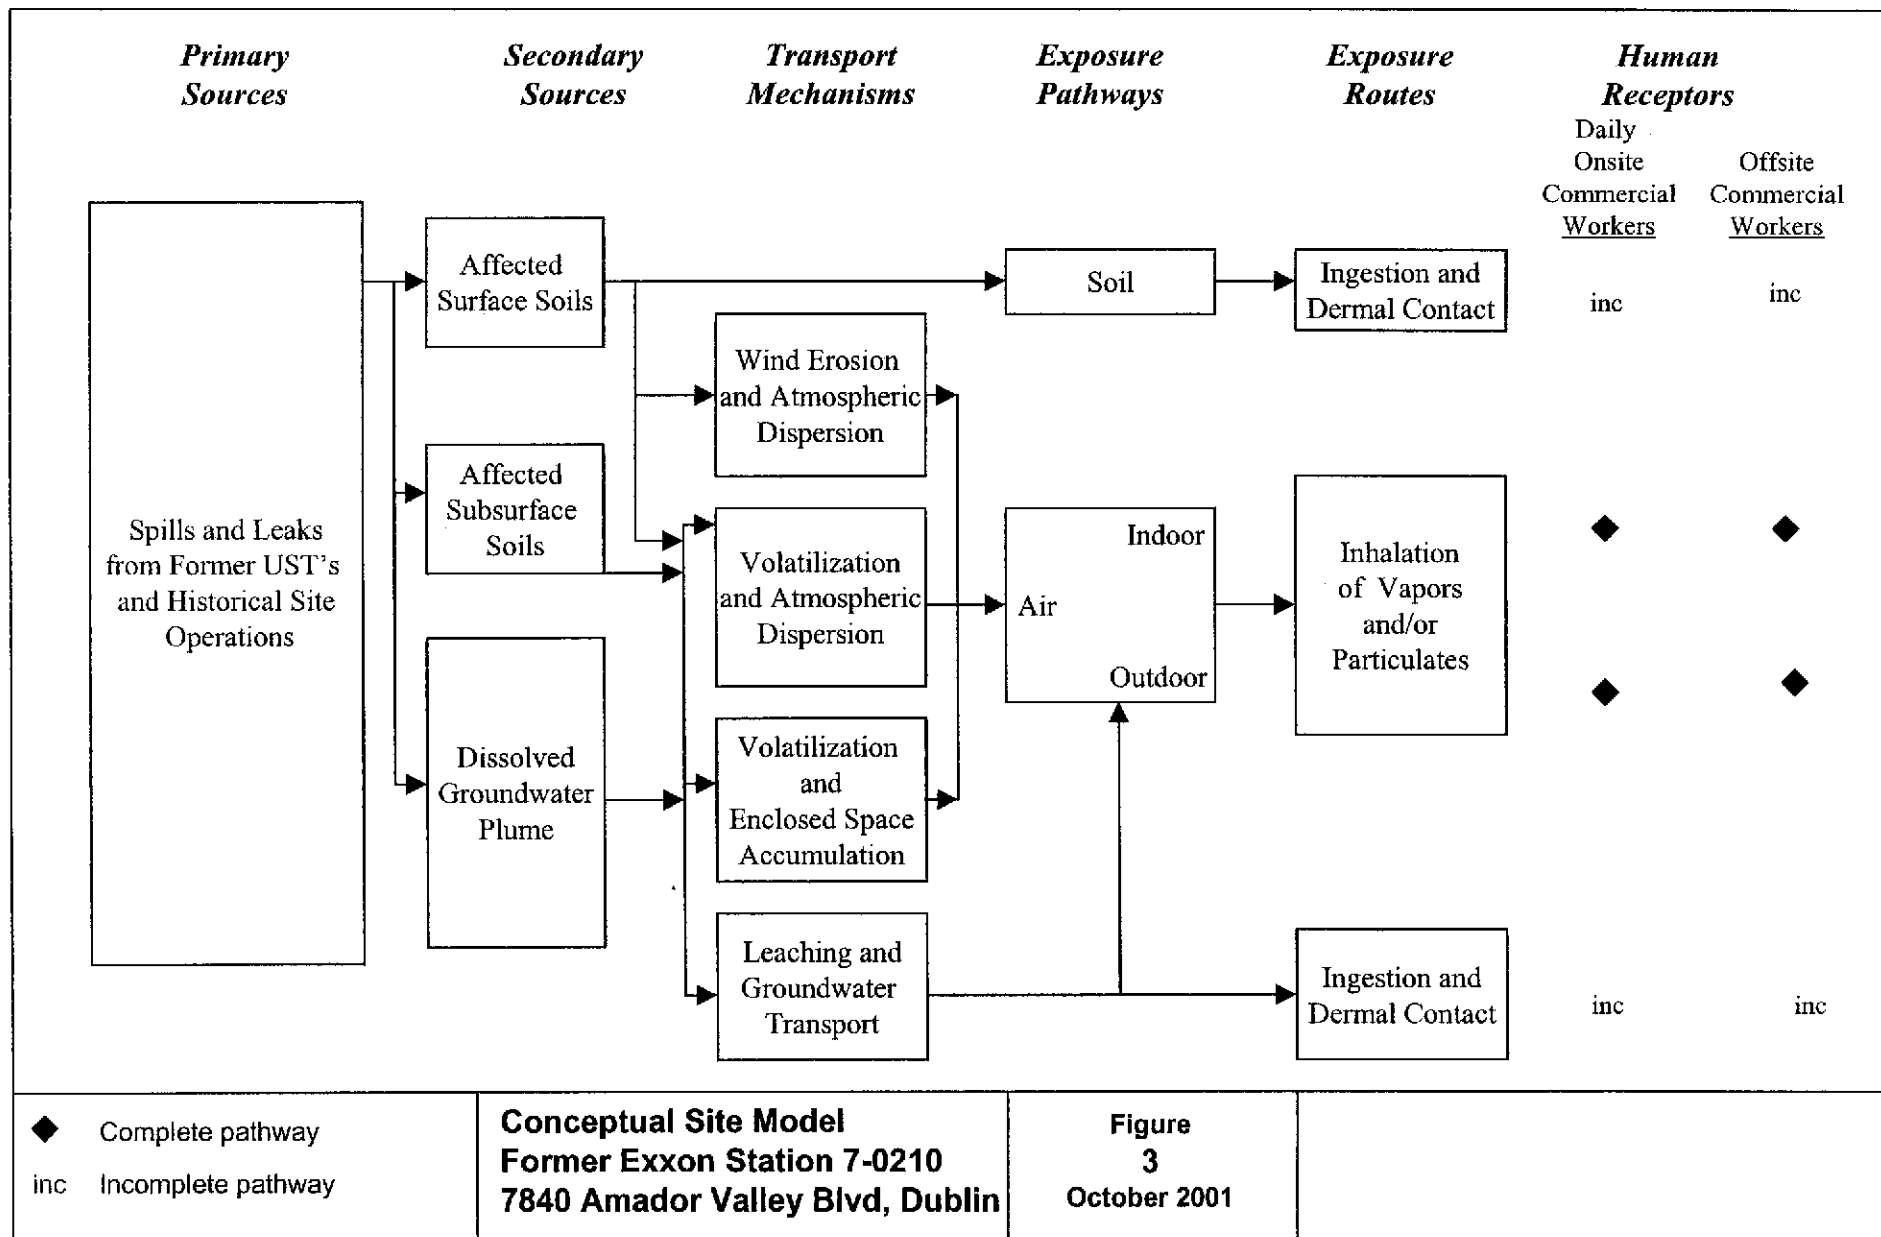 Primary
Sources
Secondary
Sources
Transport
Mechanisms
Exposure
Pathways
Exposure
Routes
Human
Receptors
Daily
Onsite
Commercial
Workers
Offsite
Commercial
Workers
Spills and Leaks
from Former UST's
and Historical Site
Operations
Affected
Surface Soils
Affected
Subsurface
Soils
Dissolved
Groundwater
Plume
Wind Erosion
and Atmospheric
Dispersion
Volatilization
and Atmospheric
Dispersion
Volatilization
and
Enclosed Space
Accumulation
Leaching and
Groundwater
Transport
Soil
Indoor
Air
Outdoor
Ingestion and
Dermal Contact
Inhalation
of Vapors
and/or
Particulates
Ingestion and
Dermal Contact
inc
inc
inc
inc
Complete pathway
inc Incomplete pathway
Conceptual Site Model
Former Exxon Station 7-0210
7840 Amador Valley Blvd, Dublin
Figure
3
October 2001